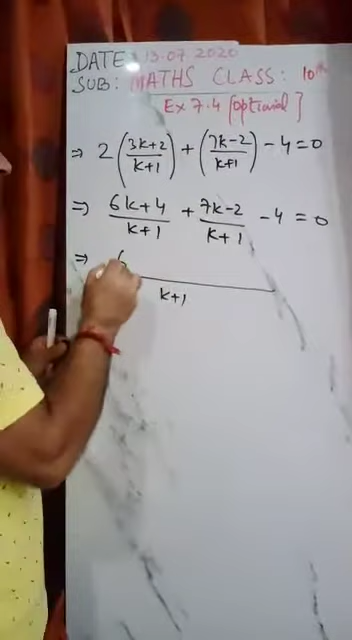 DATE: 13.07.2020
SUB: MATHS CLASS: 10th
Ex 7.4 [optional]
⇒ 2 ((3k+2)/(k+1)) + ((7k-2)/(k+1)) - 4 = 0
⇒ (6k+4)/(k+1) + (7k-2)/(k+1) - 4 = 0
⇒ 
k+1